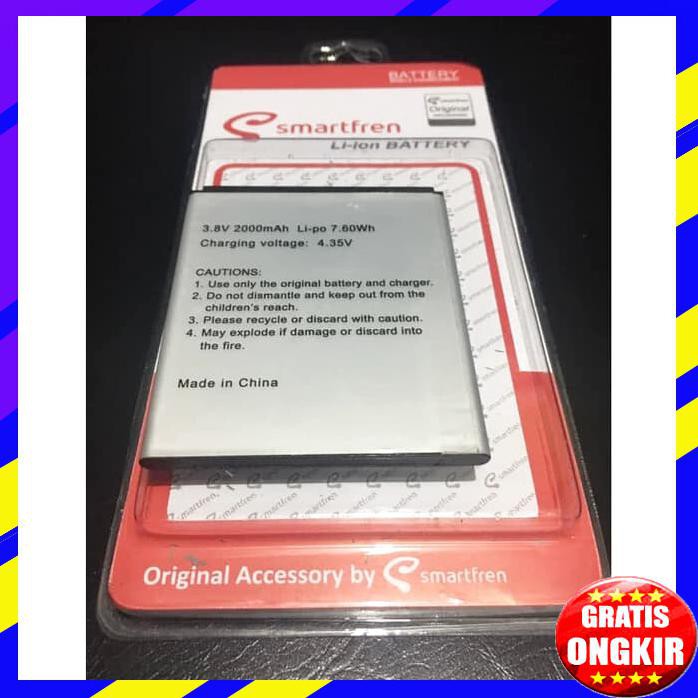 BATTERY
smartfren
smartfren
Original
Li-ion BATTERY
3.8V 2000mAh Li-po 7.60Wh
Charging voltage: 4.35V
CAUTIONS:
1. Use only the original battery and charger.
2. Do not dismantle and keep out from the
children's reach.
3. Please recycle or discard with caution.
4. May explode if damage or discard into
the fire.
Made in China
smartfren
smartfren
smartfren
Original Accessory by smartfren
GRATIS
ONGKIR